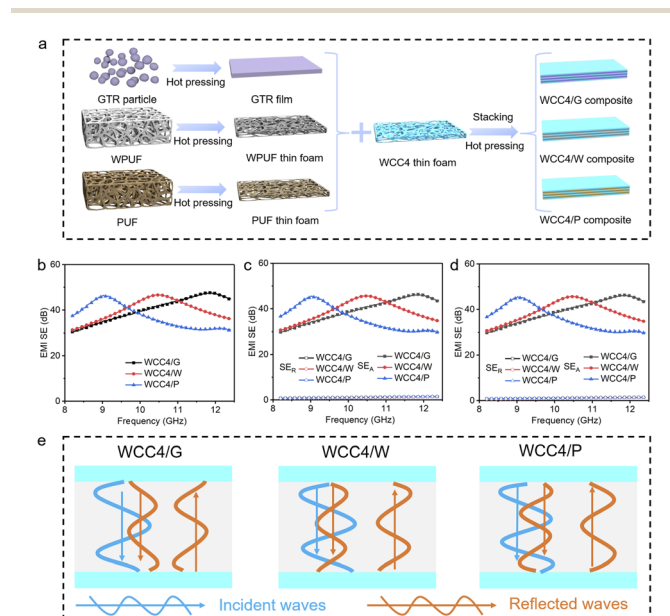 a
Hot pressing
GTR particle
GTR film
WPUF
Hot pressing
WPUF thin foam
PUF
Hot pressing
PUF thin foam
WCC4 thin foam
Stacking
Hot pressing
WCC4/G composite
WCC4/W composite
WCC4/P composite
b
EMI SE (dB)
60
40
20
0
8 9 10 11 12
Frequency (GHz)
WCC4/G
WCC4/W
WCC4/P
c
EMI SE (dB)
60
40
20
0
8 9 10 11 12
Frequency (GHz)
SER
WCC4/G
WCC4/W
WCC4/P
SEA
WCC4/G
WCC4/W
WCC4/P
d
EMI SE (dB)
60
40
20
0
8 9 10 11 12
Frequency (GHz)
SER
WCC4/G
WCC4/W
WCC4/P
SEA
WCC4/G
WCC4/W
WCC4/P
e
WCC4/G WCC4/W WCC4/P
Incident waves Reflected waves